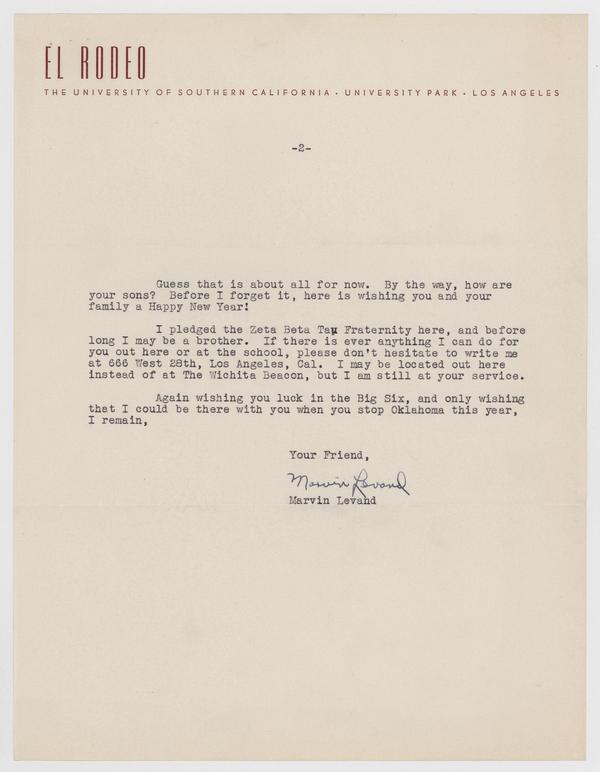 EL RODEO
THE UNIVERSITY OF SOUTHERN CALIFORNIA • UNIVERSITY PARK • LOS ANGELES
-2-
Guess that is about all for now. By the way, how are
your sons? Before I forget it, here is wishing you and your
family a Happy New Year!
I pledged the Zeta Beta Tau Fraternity here, and before
long I may be a brother. If there is ever anything I can do for
you out here or at the school, please don't hesitate to write me
at 666 West 28th, Los Angeles, Cal. I may be located out here
instead of at The Wichita Beacon, but I am still at your service.
Again wishing you luck in the Big Six, and only wishing
that I could be there with you when you stop Oklahoma this year,
I remain,
Your Friend,
Marvin Levand
Marvin Levand